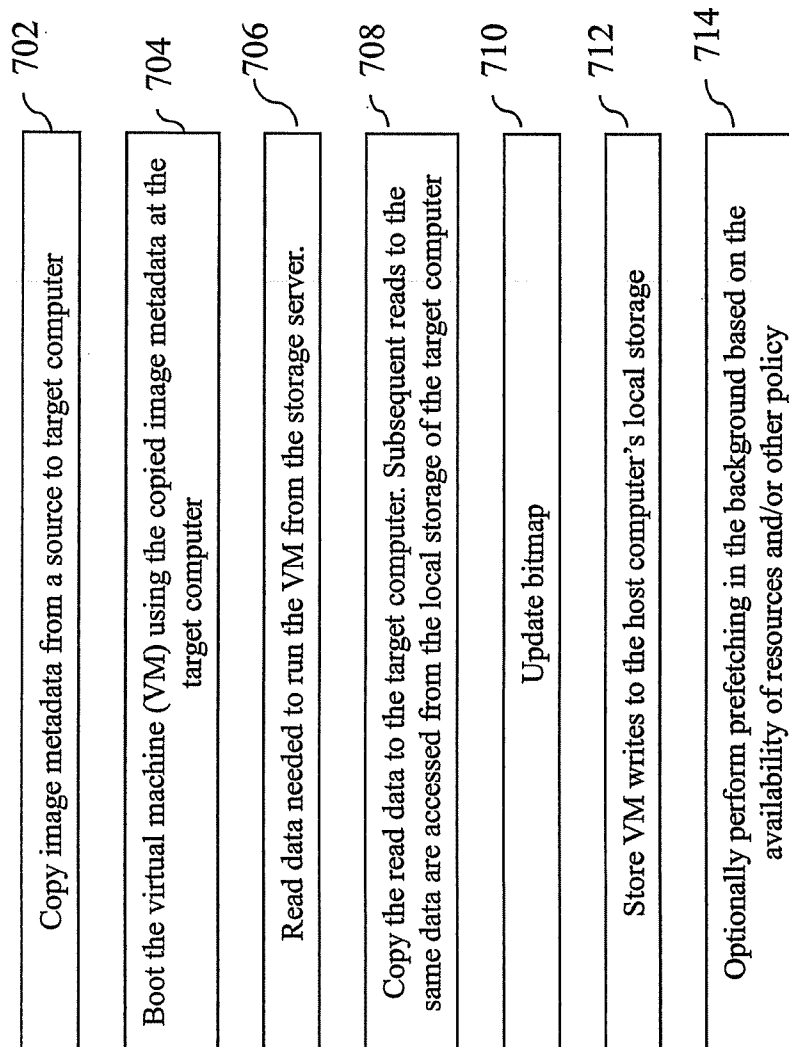 Copy image metadata from a source to target computer
702
Boot the virtual machine (VM) using the copied image metadata at the
target computer
704
Read data needed to run the VM from the storage server.
706
Copy the read data to the target computer. Subsequent reads to the
same data are accessed from the local storage of the target computer
708
Update bitmap
710
Store VM writes to the host computer's local storage
712
Optionally perform prefetching in the background based on the
availability of resources and/or other policy
714